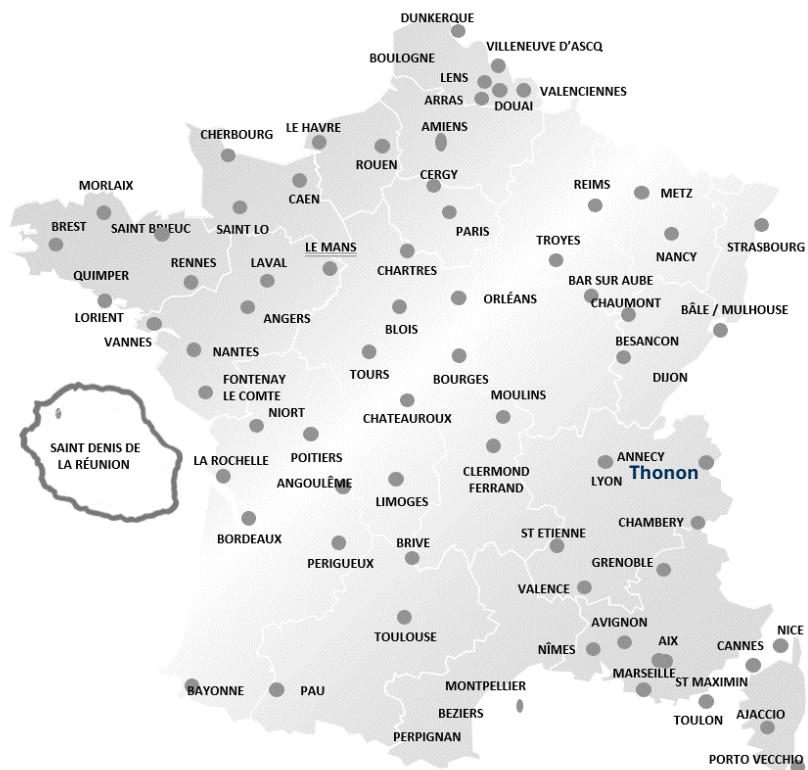 DUNKERQUE
VILLENEUVE D'ASCQ
BOULOGNE
LENS
VALENCIENNES
ARRAS
DOUAI
AMIENS
LE HAVRE
CHERBOURG
ROUEN
CERGY
MORLAIX
CAEN
REIMS
METZ
BREST
SAINT BRIEUC
SAINT LO
PARIS
LE MANS
TROYES
NANCY
STRASBOURG
QUIMPER
RENNES
LAVAL
CHARTRES
BAR SUR AUBE
ORLÉANS
CHAUMONT
BÂLE / MULHOUSE
LORIENT
ANGERS
BLOIS
VANNES
BESANCON
NANTES
TOURS
BOURGES
DIJON
FONTENAY
LE COMTE
MOULINS
NIORT
CHATEAUROUX
SAINT DENIS DE
LA RÉUNION
LA ROCHELLE
POITIERS
CLERMOND
FERRAND
ANNECY
LYON
Thonon
ANGOULÊME
LIMOGES
CHAMBERY
BORDEAUX
ST ETIENNE
BRIVE
PERIGUEUX
GRENOBLE
VALENCE
AVIGNON
TOULOUSE
NÎMES
AIX
CANNES
NICE
MARSEILLE
ST MAXIMIN
BAYONNE
PAU
MONTPELLIER
BEZIERS
TOULON
AJACCIO
PERPIGNAN
PORTO VECCHIO